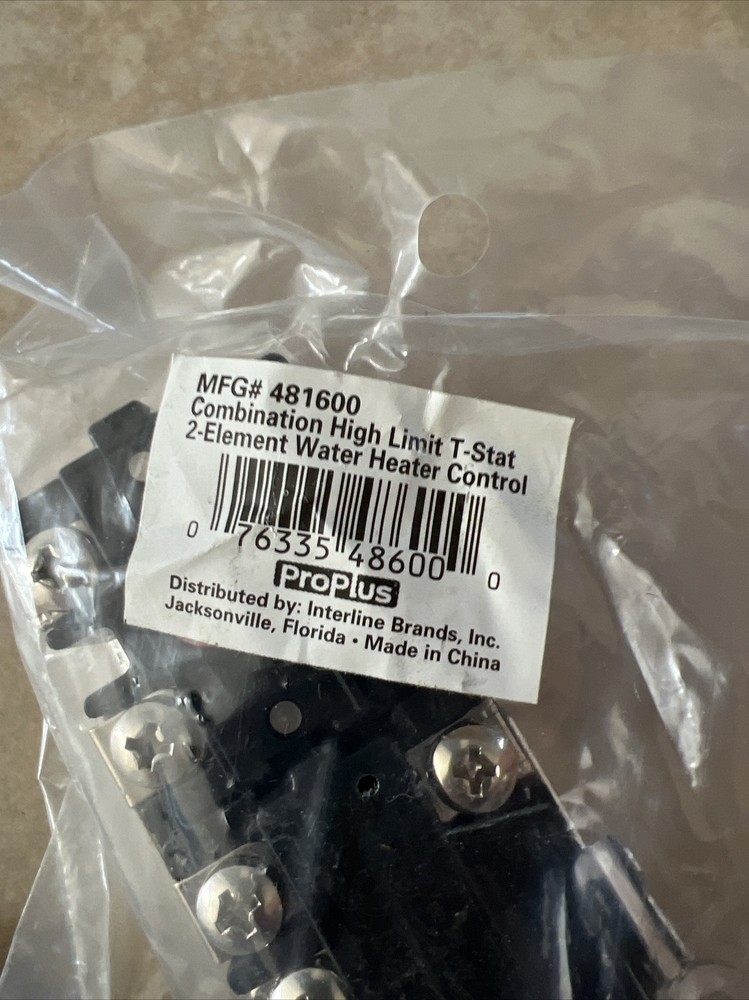 MFG# 481600
Combination High Limit T-Stat
2-Element Water Heater Control
0 76335 48600 0
ProPlus
Distributed by: Interline Brands, Inc.
Jacksonville, Florida • Made in China